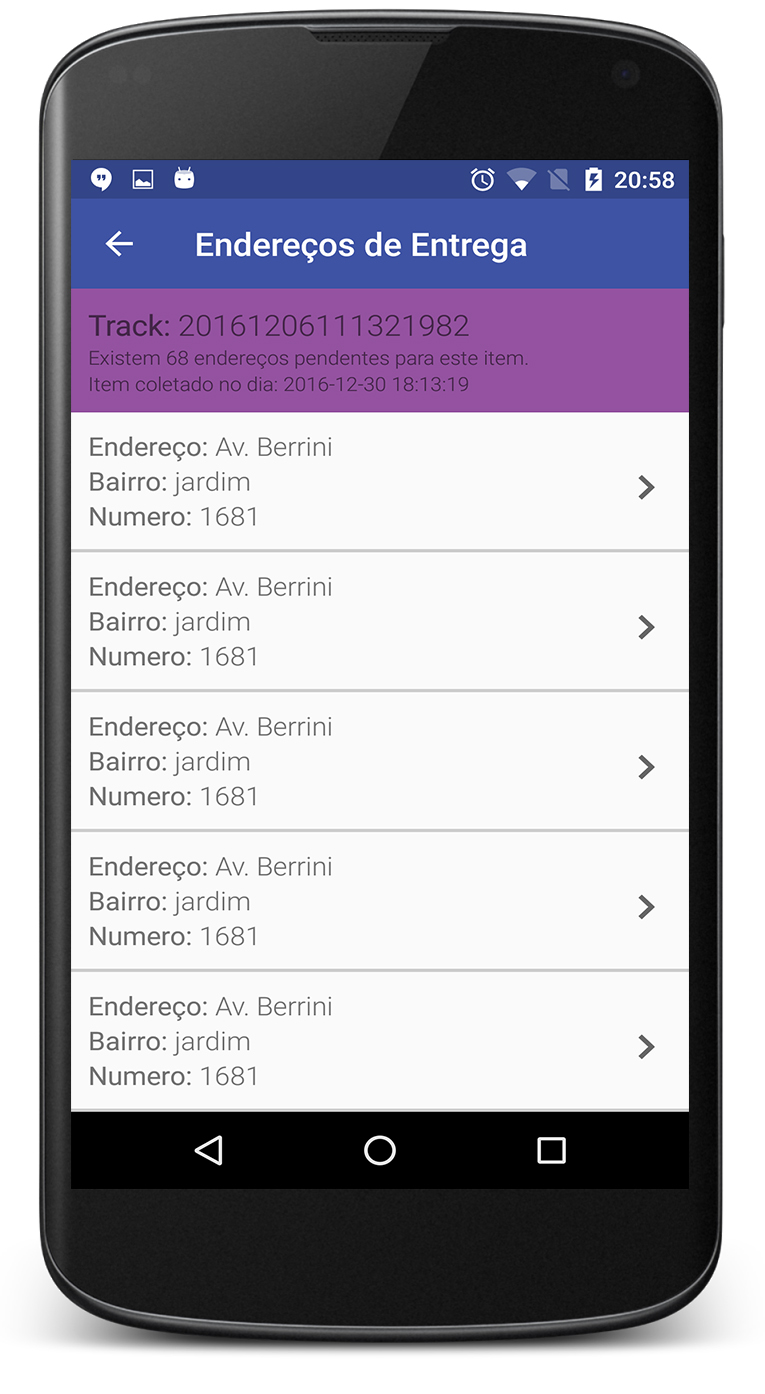 20:58
Endereços de Entrega
Track: 20161206111321982
Existem 68 endereços pendentes para este item.
Item coletado no dia: 2016-12-30 18:13:19
Endereço: Av. Berrini
Bairro: jardim
Numero: 1681
Endereço: Av. Berrini
Bairro: jardim
Numero: 1681
Endereço: Av. Berrini
Bairro: jardim
Numero: 1681
Endereço: Av. Berrini
Bairro: jardim
Numero: 1681
Endereço: Av. Berrini
Bairro: jardim
Numero: 1681